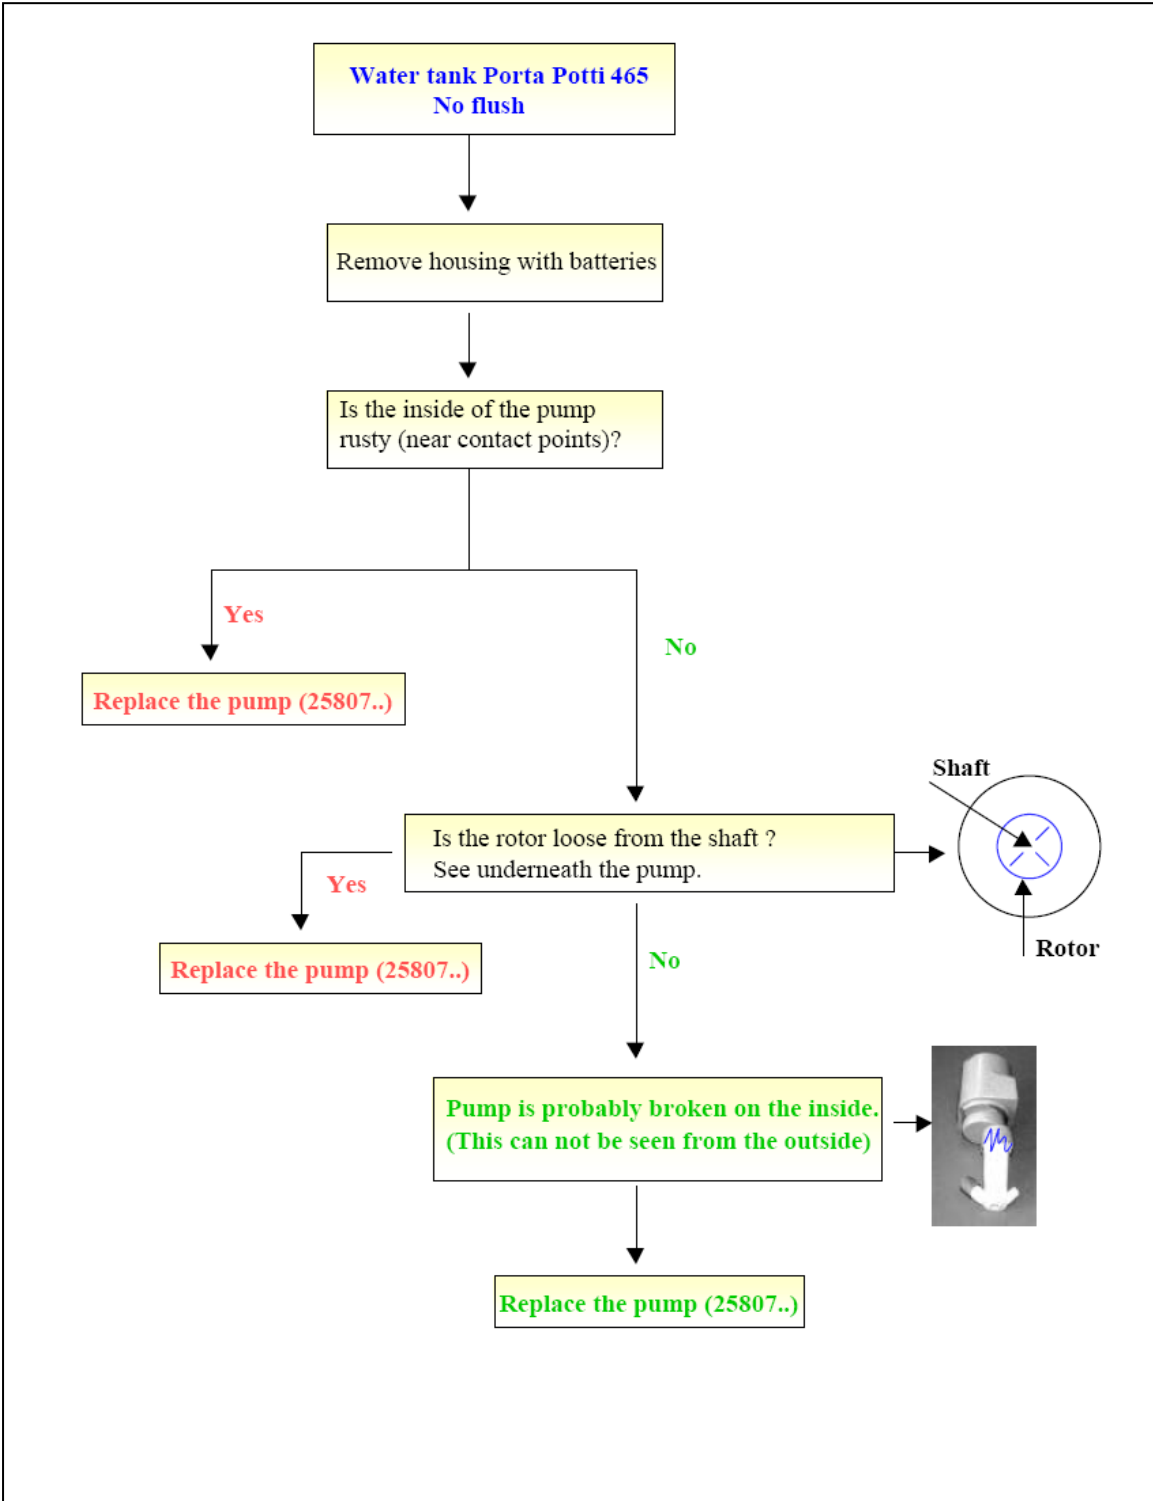 Water tank Porta Potti 465
No flush
Remove housing with batteries
Is the inside of the pump
rusty (near contact points)?
Yes
No
Replace the pump (25807..)
Shaft
Is the rotor loose from the shaft ?
See underneath the pump.
Yes
Rotor
No
Replace the pump (25807..)
Pump is probably broken on the inside.
(This can not be seen from the outside)
Replace the pump (25807..)